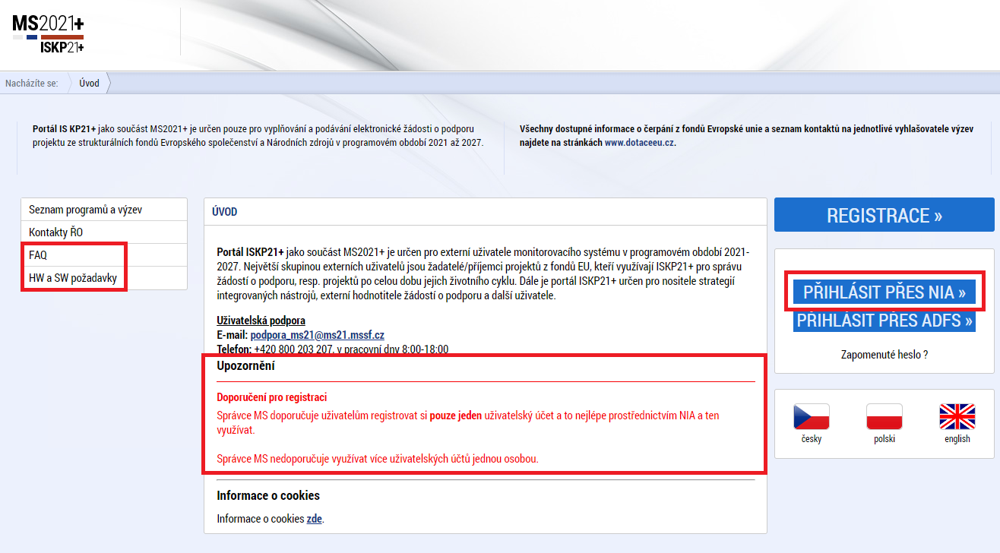 MS2021+
ISKP21+
Nacházíte se:
Úvod
Portál IS KP21+ jako součást MS2021+ je určen pouze pro vyplňování a podávání elektronické žádosti o podporu
projektu ze strukturálních fondů Evropského společenství a Národních zdrojů v programovém období 2021 až 2027.
Všechny dostupné informace o čerpání z fondů Evropské unie a seznam kontaktů na jednotlivé vyhlašovatele výzev
najdete na stránkách www.dotaceeu.cz.
Seznam programů a výzev
Kontakty ŘO
FAQ
HW a SW požadavky
ÚVOD
Portál ISKP21+ jako součást MS2021+ je určen pro externí uživatele monitorovacího systému v programovém období 2021-
2027. Největší skupinou externích uživatelů jsou žadatelé/příjemci projektů z fondů EU, kteří využívají ISKP21+ pro správu
žádostí o podporu, resp. projektů po celou dobu jejich životního cyklu. Dále je portál ISKP21+ určen pro nositele strategií
integrovaných nástrojů, externí hodnotitele žádostí o podporu a další uživatele.
Uživatelská podpora
E-mail: podpora_ms21@ms21.mssf.cz
Telefon: +420 800 203 207, v pracovní dny 8:00-18:00
Upozornění
Doporučení pro registraci
Správce MS doporučuje uživatelům registrovat si pouze jeden uživatelský účet a to nejlépe prostřednictvím NIA a ten
využívat.
Správce MS nedoporučuje využívat více uživatelských účtů jednou osobou.
Informace o cookies
Informace o cookies zde.
REGISTRACE »
PŘIHLÁSIT PŘES NIA »
PŘIHLÁSIT PŘES ADFS »
Zapomenuté heslo ?
česky
polski
english